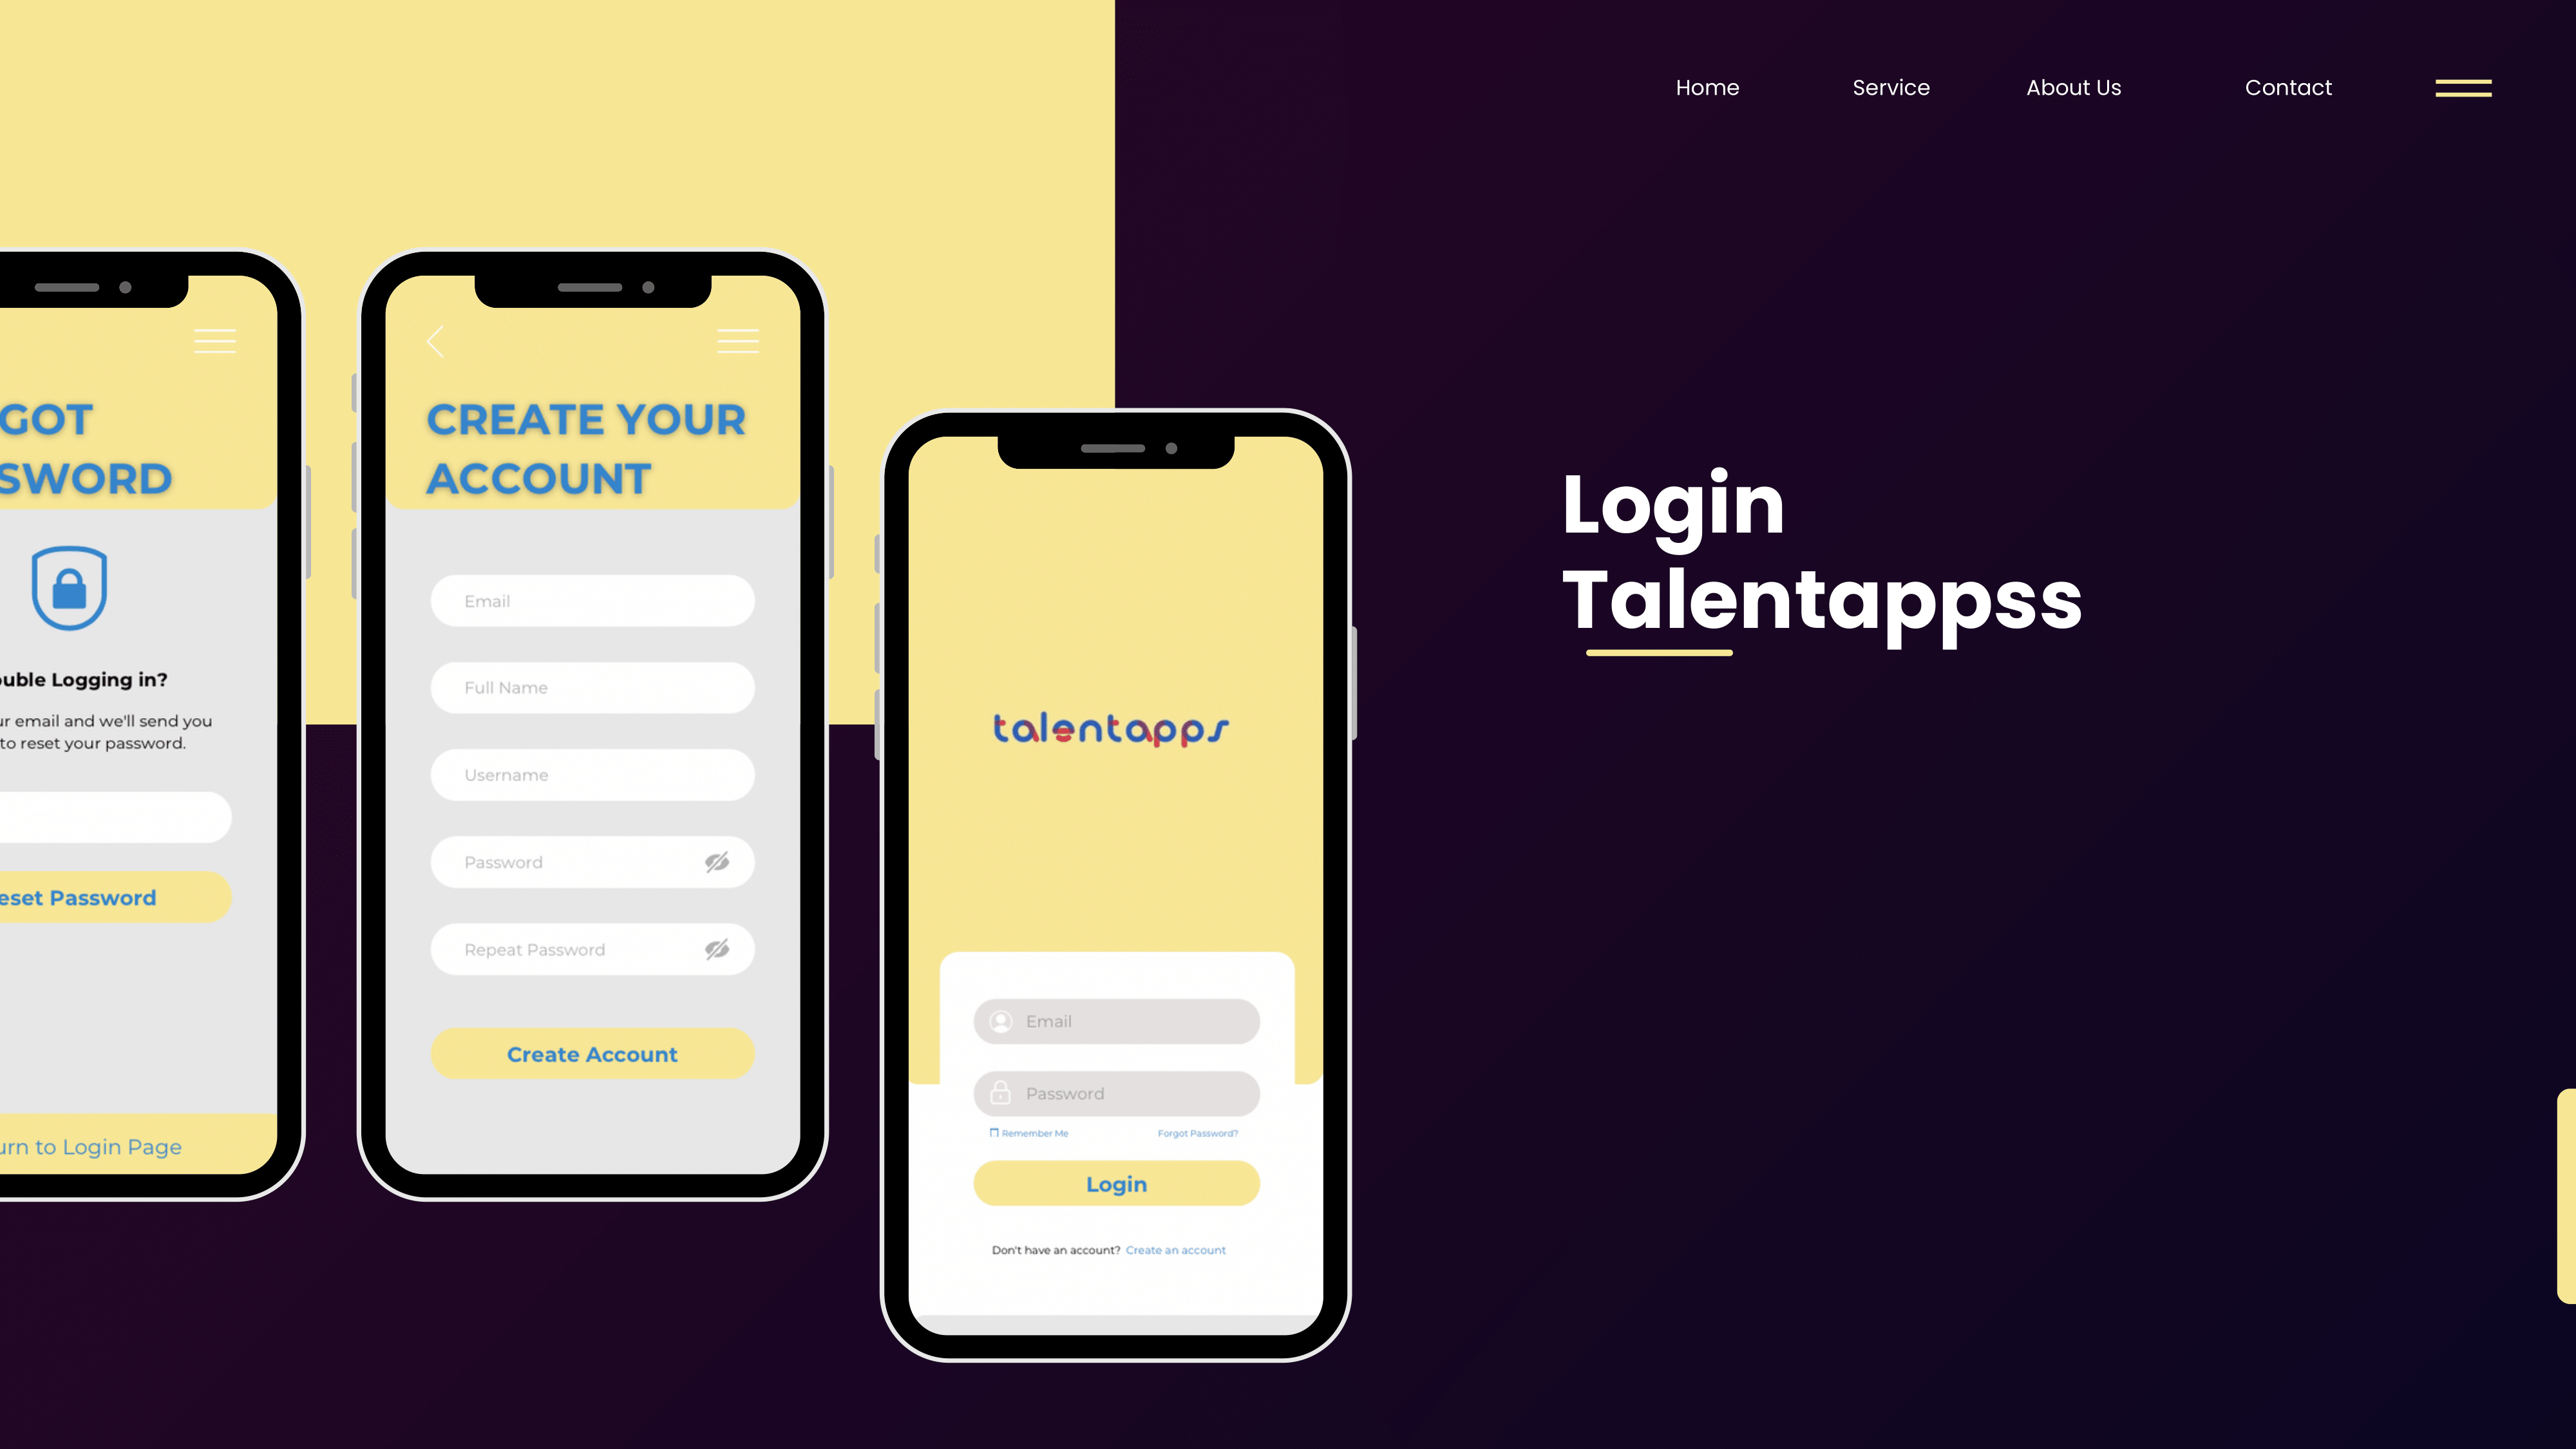 Home
Service
About Us
Contact
GOT
SWORD
uble Logging in?
ur email and we'll send you
to reset your password.
eset Password
urn to Login Page
CREATE YOUR
ACCOUNT
Email
Full Name
Username
Password
Repeat Password
Create Account
talentapps
Email
Password
Remember Me
Forgot Password?
Login
Don't have an account? Create an account
Login
Talentappss